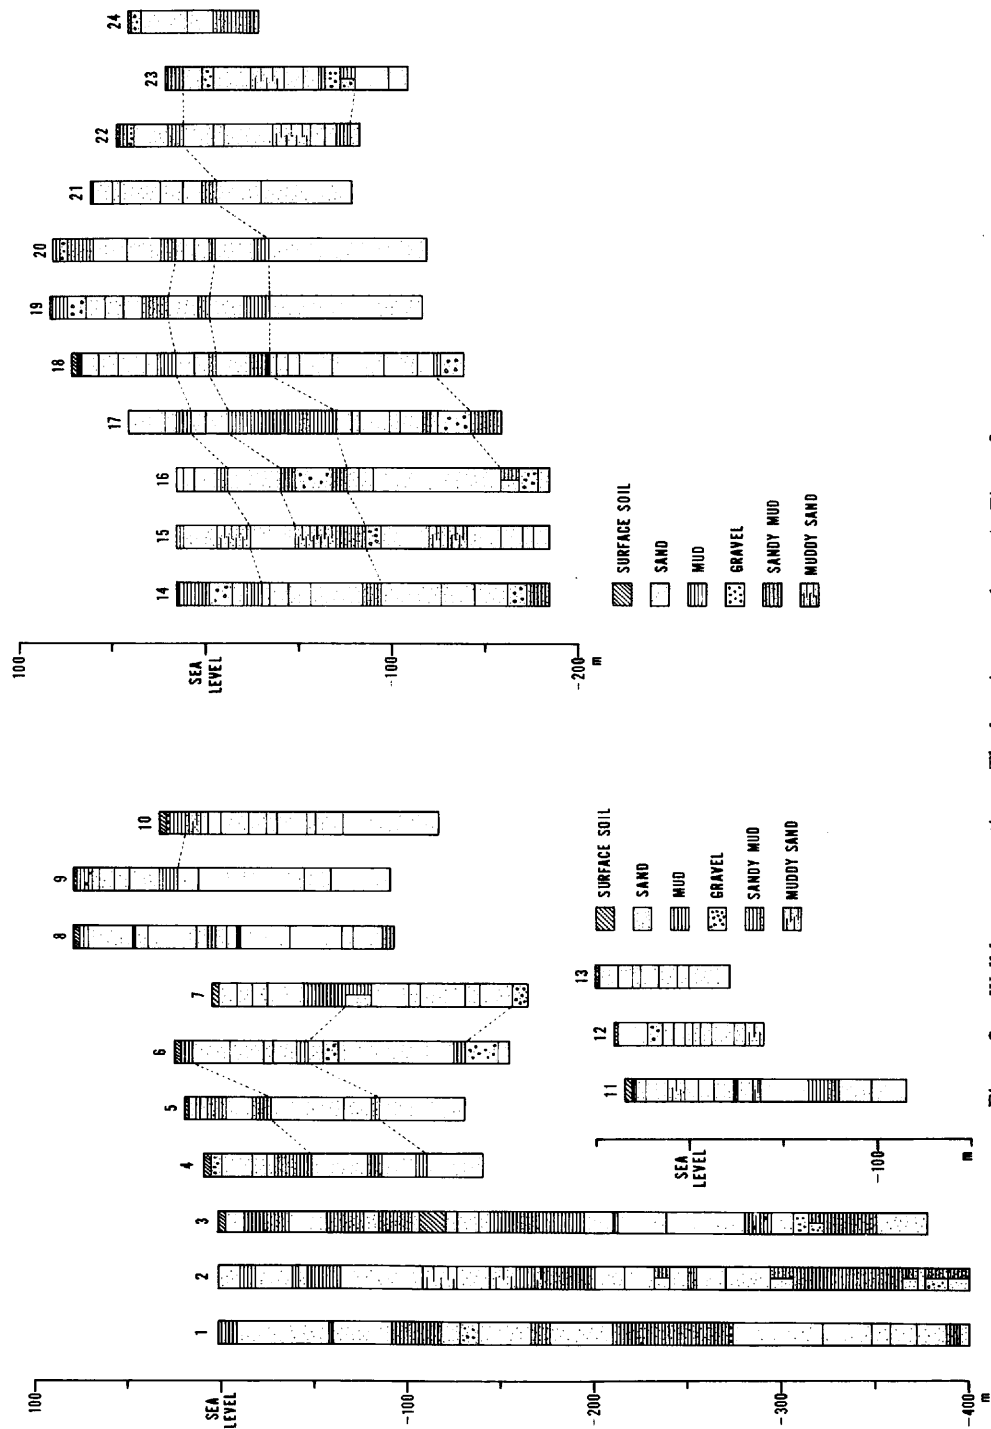 100
SEA
LEVEL
-100
-200
-300
-400
m
1 2 3 4 5 6 7 8 9 10
11 12 13
SEA
LEVEL
-100
m
SURFACE SOIL
SAND
MUD
GRAVEL
SANDY MUD
MUDDY SAND
100
SEA
LEVEL
-100
-200
m
14 15 16 17 18 19 20 21 22 23 24
SURFACE SOIL
SAND
MUD
GRAVEL
SANDY MUD
MUDDY SAND